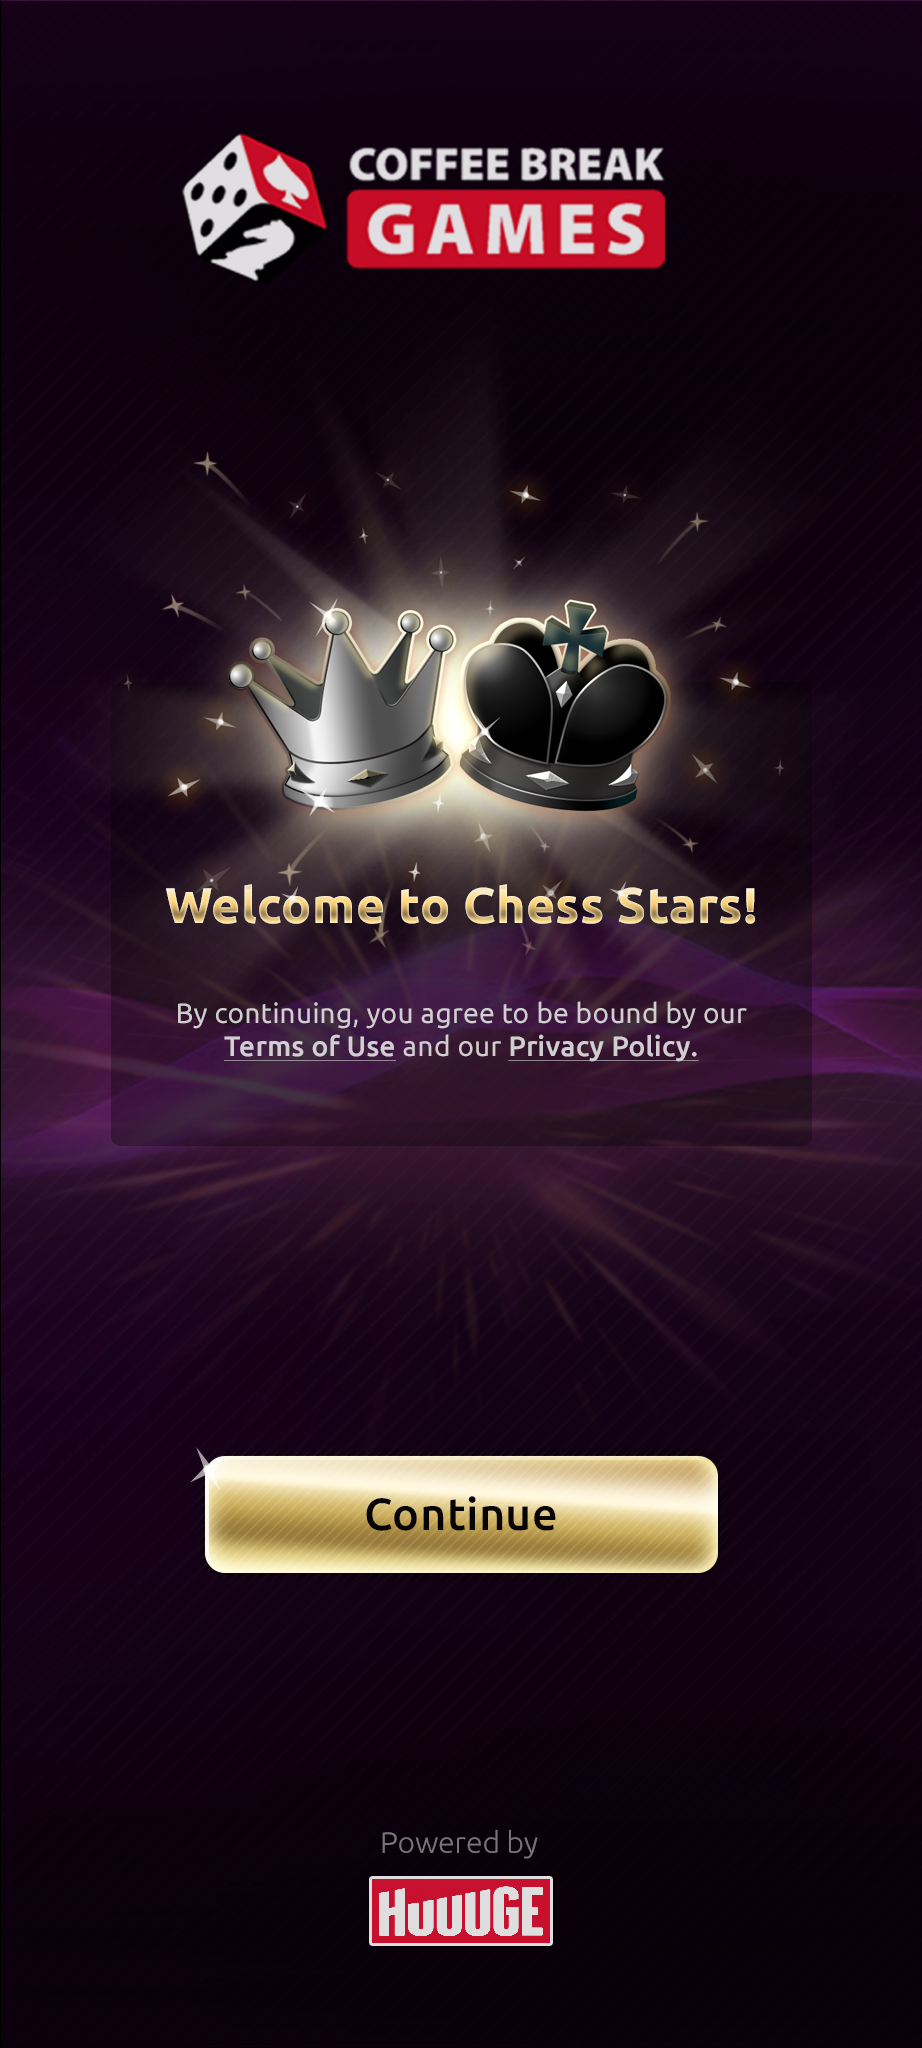 COFFEE BREAK
GAMES
Welcome to Chess Stars!
By continuing, you agree to be bound by our
Terms of Use and our Privacy Policy.
Continue
Powered by
HUUUGE